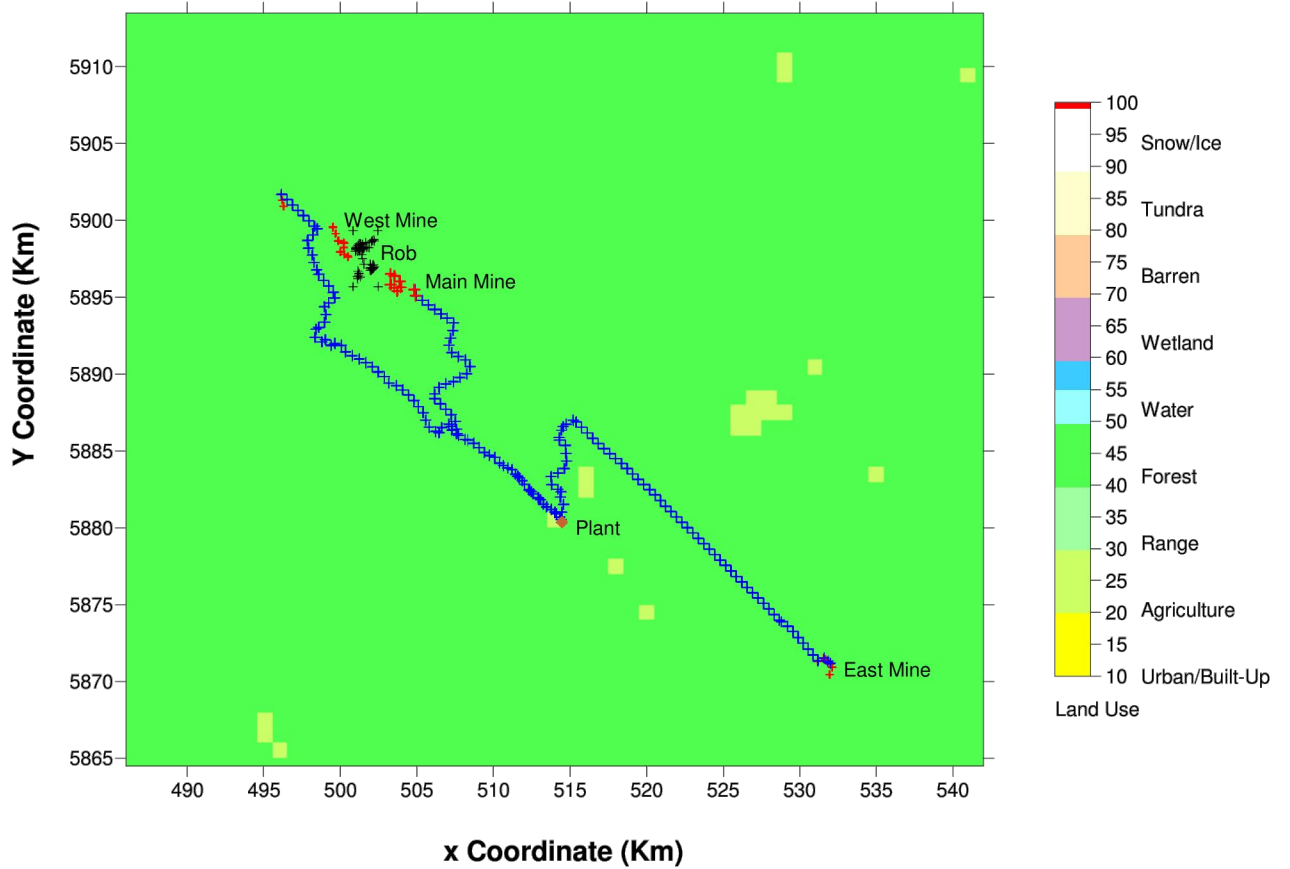 5910
5905
5900
5895
5890
5885
5880
5875
5870
5865
Y Coordinate (Km)
West Mine
Rob
Main Mine
Plant
East Mine
490 495 500 505 510 515 520 525 530 535 540
x Coordinate (Km)
100
95 Snow/Ice
90
85 Tundra
80
75 Barren
70
65 Wetland
60
55 Water
50
45 Forest
40
35 Range
30
25 Agriculture
20
15
10 Urban/Built-Up
Land Use